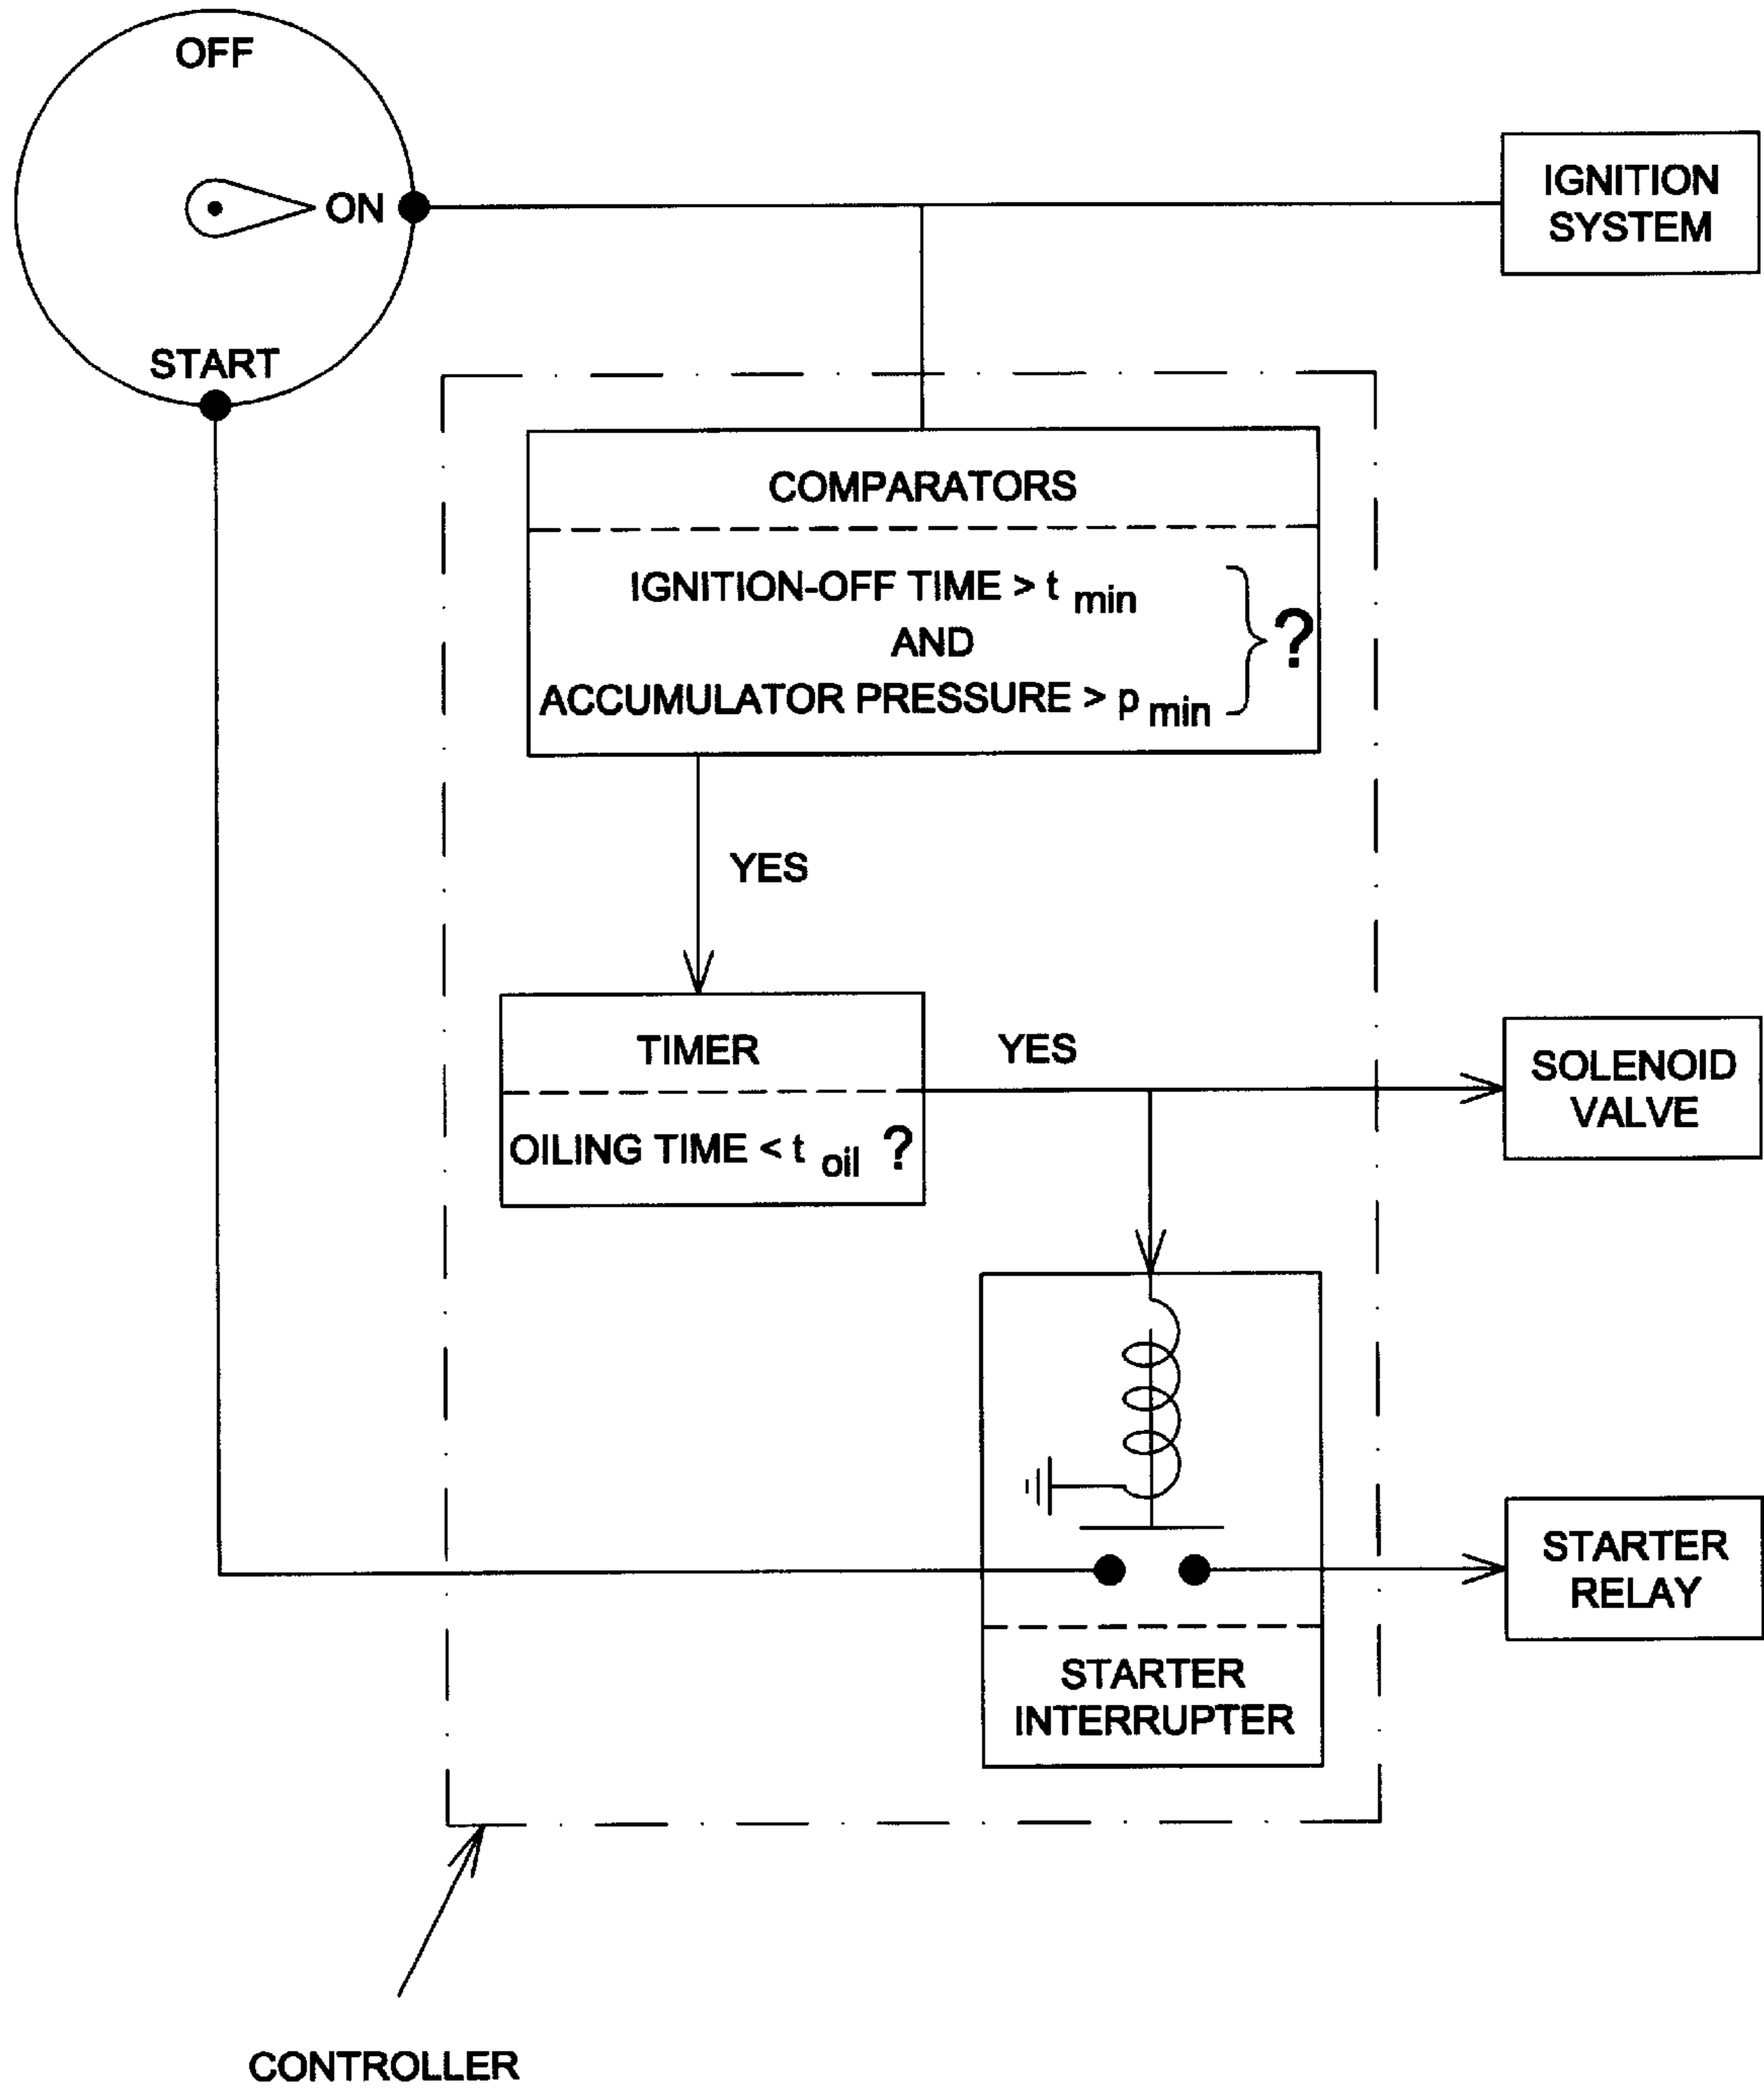 OFF
ON
START
IGNITION
SYSTEM
COMPARATORS
IGNITION-OFF TIME > t min
AND
ACCUMULATOR PRESSURE > p min
?
YES
TIMER
OILING TIME < t oil ?
YES
SOLENOID
VALVE
STARTER
RELAY
STARTER
INTERRUPTER
CONTROLLER